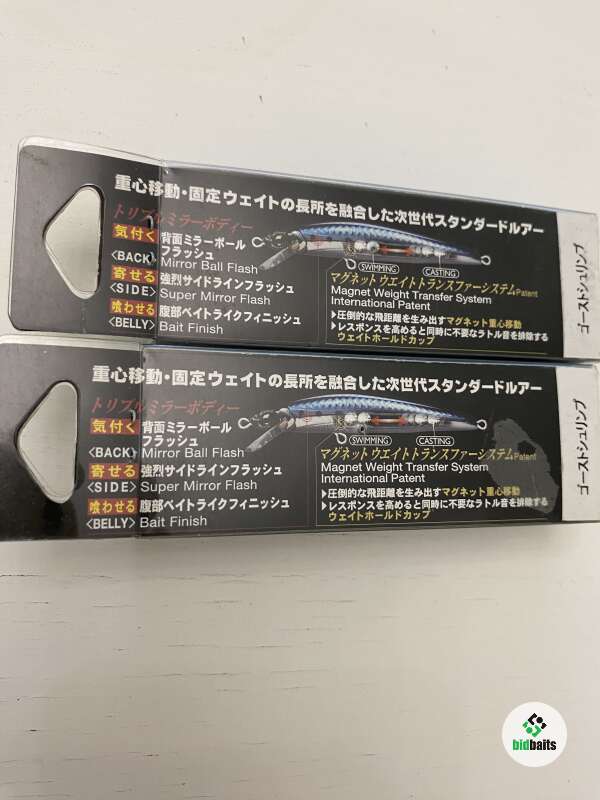 重心移動・固定ウェイトの長所を融合した次世代スタンダードルアー
トリプルミラーボディー
気付く 背面ミラーボール
フラッシュ
<BACK> Mirror Ball Flash
寄せる 強烈サイドラインフラッシュ
<SIDE> Super Mirror Flash
喰わせる 腹部ベイトライクフィニッシュ
<BELLY> Bait Finish
SWIMMING CASTING
マグネットウエイトトランスファーシステム Patent
Magnet Weight Transfer System
International Patent
▶圧倒的な飛距離を生み出すマグネット重心移動
▶レスポンスを高めると同時に不要なラトル音を排除する
ウェイトホールドカップ
ゴーストシュリンプ
重心移動・固定ウェイトの長所を融合した次世代スタンダードルアー
トリプルミラーボディー
気付く 背面ミラーボール
フラッシュ
<BACK> Mirror Ball Flash
寄せる 強烈サイドラインフラッシュ
<SIDE> Super Mirror Flash
喰わせる 腹部ベイトライクフィニッシュ
<BELLY> Bait Finish
SWIMMING CASTING
マグネットウエイトトランスファーシステム Patent
Magnet Weight Transfer System
International Patent
▶圧倒的な飛距離を生み出すマグネット重心移動
▶レスポンスを高めると同時に不要なラトル音を排除する
ウェイトホールドカップ
ゴーストシュリンプ
bidbaits